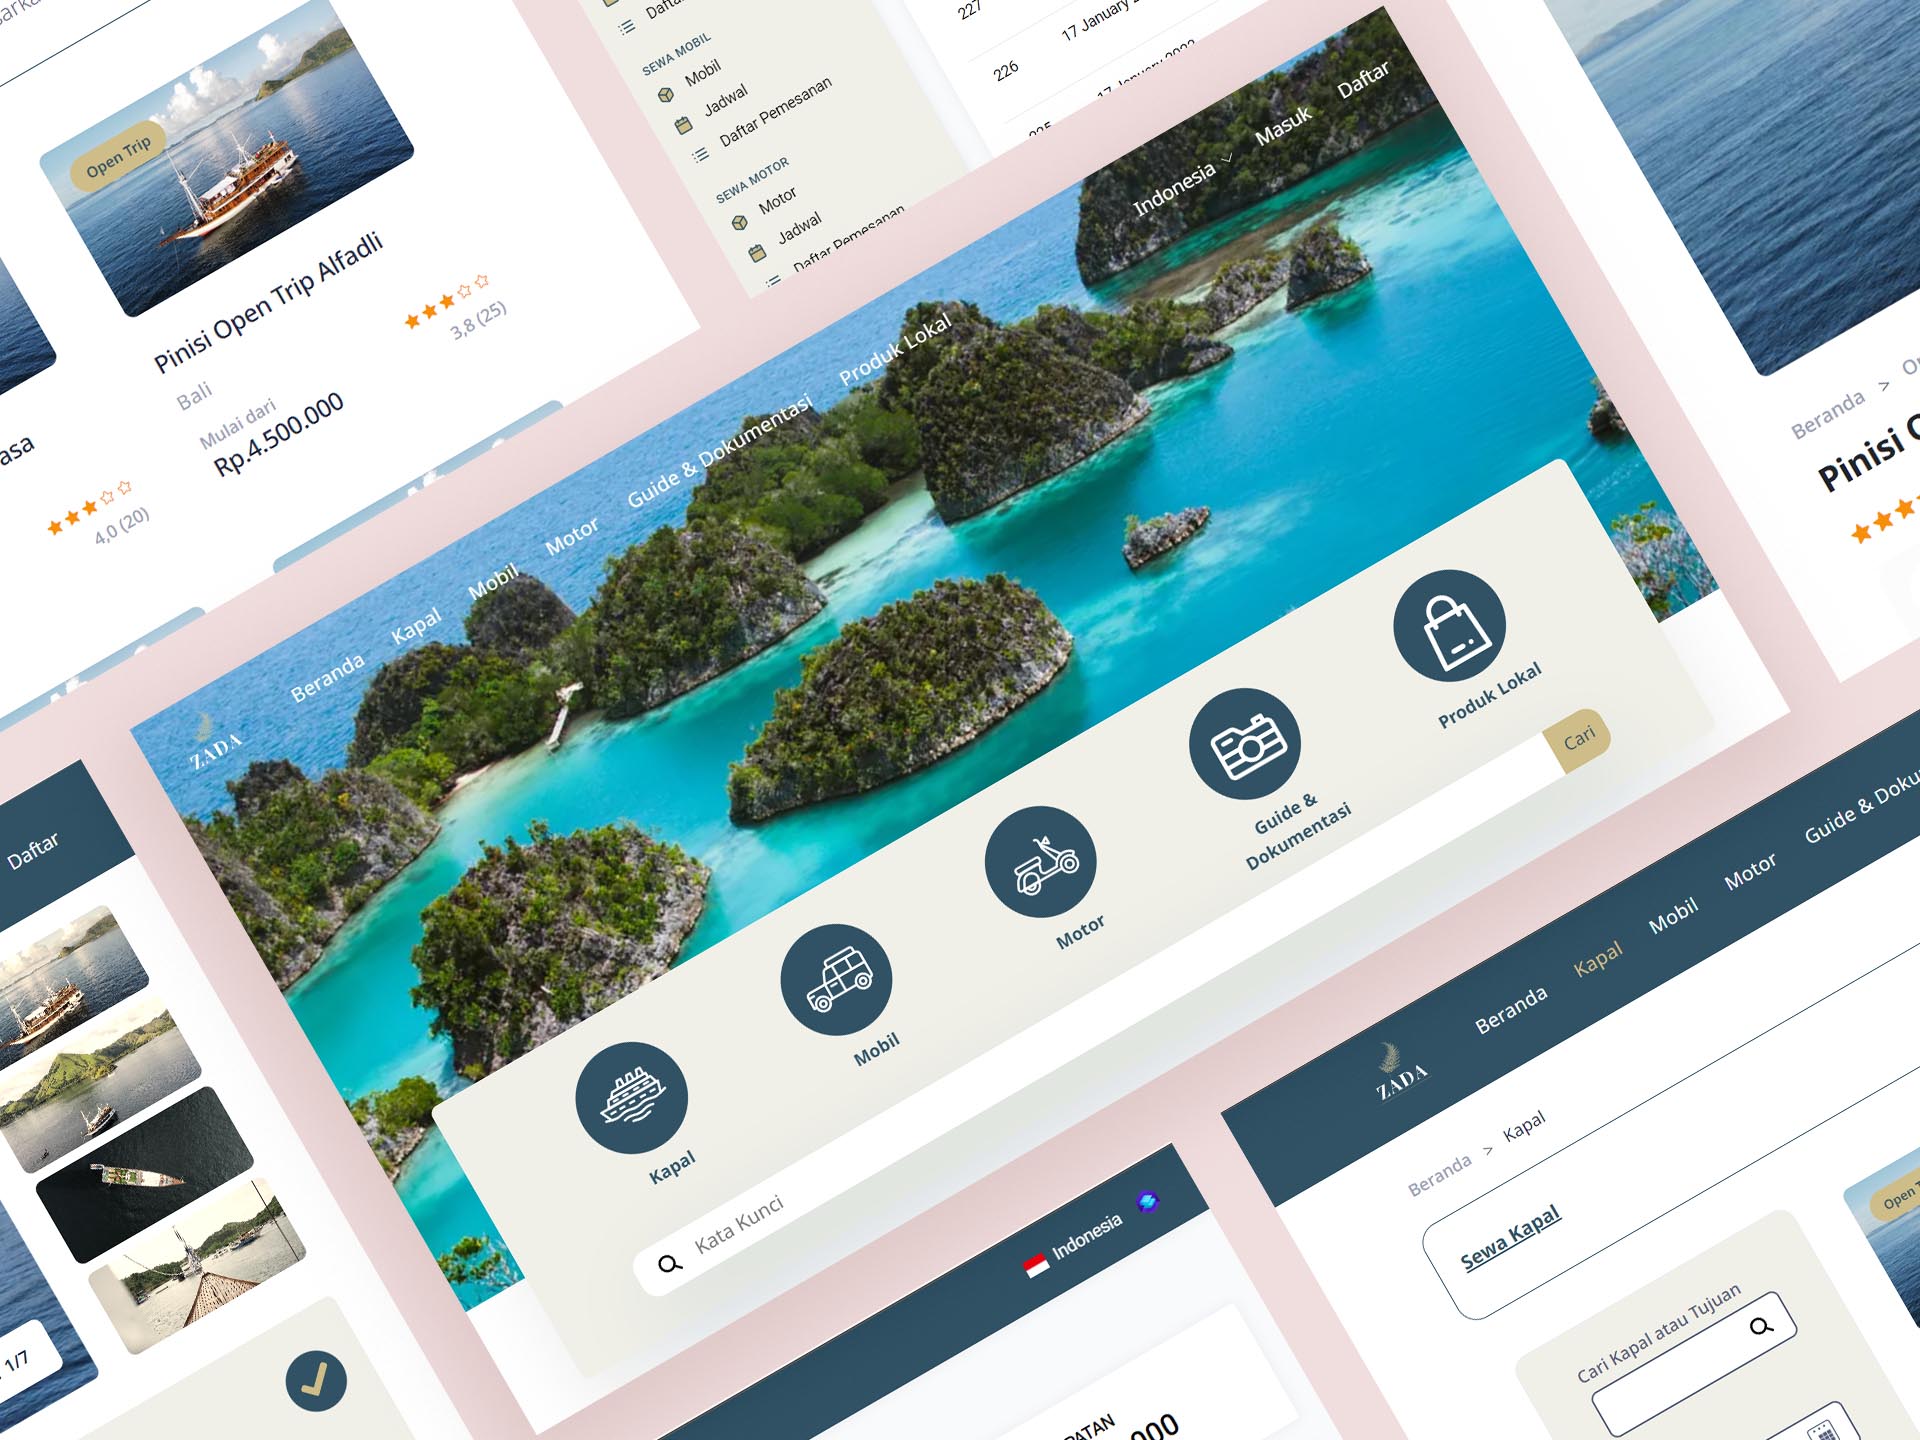 Open Trip
Pinisi Open Trip Alfadli
Bali
3,8 (25)
Mulai dari
Rp.4.500.000
4,0 (20)
SEWA MOBIL
Mobil
Jadwal
Daftar Pemesanan
SEWA MOTOR
Motor
Jadwal
Daftar Pemesanan
227
17 January
226
17 January 2022
ZADA
Beranda
Kapal
Mobil
Motor
Guide & Dokumentasi
Produk Lokal
Indonesia
Masuk
Daftar
Kapal
Mobil
Motor
Guide &
Dokumentasi
Produk Lokal
Kata Kunci
Cari
Beranda >
Pinisi
Daftar
1/7
Indonesia
000
ZADA
Beranda
Kapal
Mobil
Motor
Guide &
Beranda > Kapal
Sewa Kapal
Cari Kapal atau Tujuan
Open